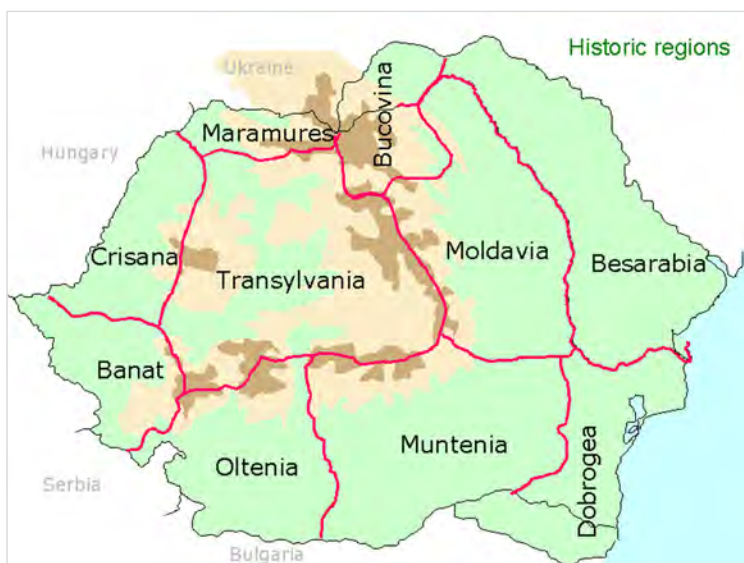 Historic regions
Ukraine
Bucovina
Maramures
Hungary
Moldavia
Crisana
Besarabia
Transylvania
Banat
Muntenia
Oltenia
Dobrogea
Serbia
Bulgaria